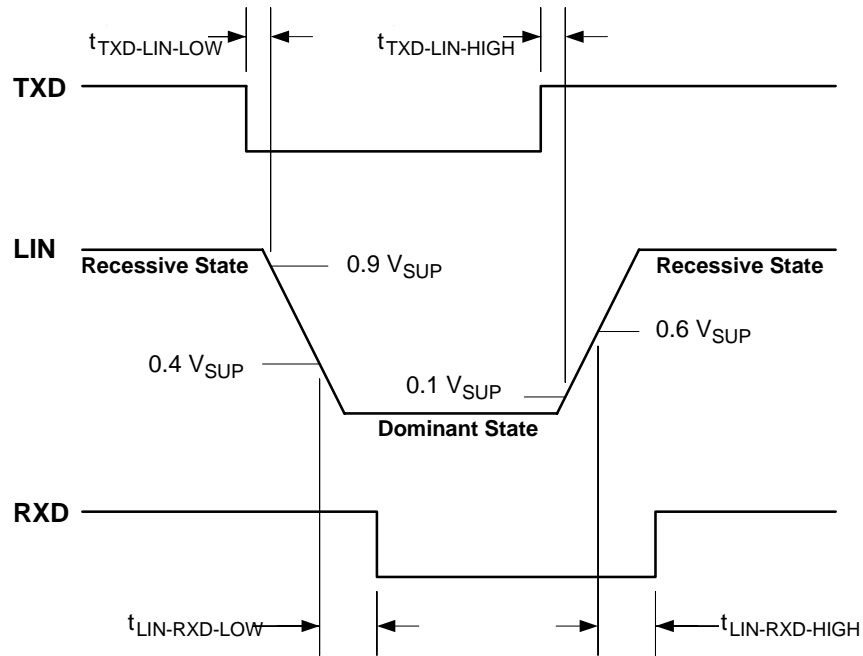 tTXD-LIN-LOW
tTXD-LIN-HIGH
TXD
LIN
Recessive State
0.9 VSUP
Recessive State
0.6 VSUP
0.4 VSUP
0.1 VSUP
Dominant State
RXD
tLIN-RXD-LOW
tLIN-RXD-HIGH